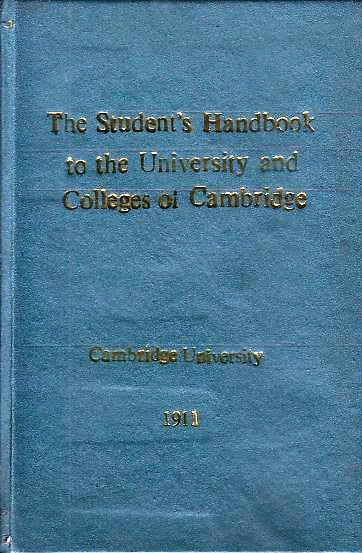 The Student's Handbook
to the University and
Colleges of Cambridge
Cambridge University
1911